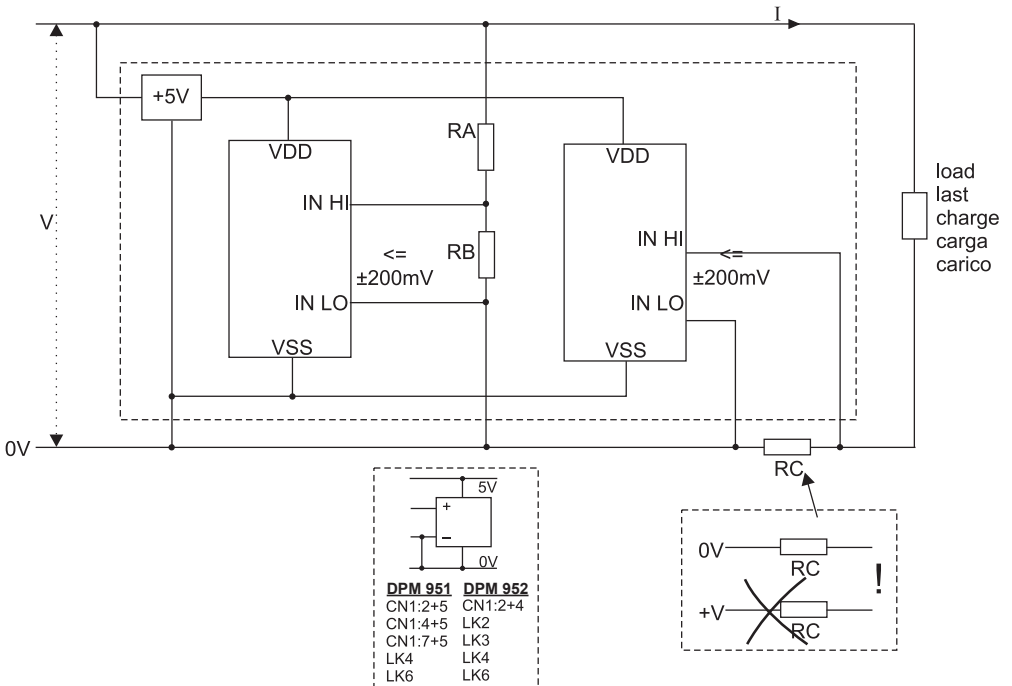 I
+5V
VDD
RA
VDD
IN HI
V
RB
<=
±200mV
IN LO
VSS
IN HI
<=
±200mV
IN LO
VSS
load
last
charge
carga
carico
0V
RC
5V
+
–
0V
DPM 951 DPM 952
CN1:2+5 CN1:2+4
CN1:4+5 LK2
CN1:7+5 LK3
LK4 LK4
LK6 LK6
0V
RC
!
+V
RC